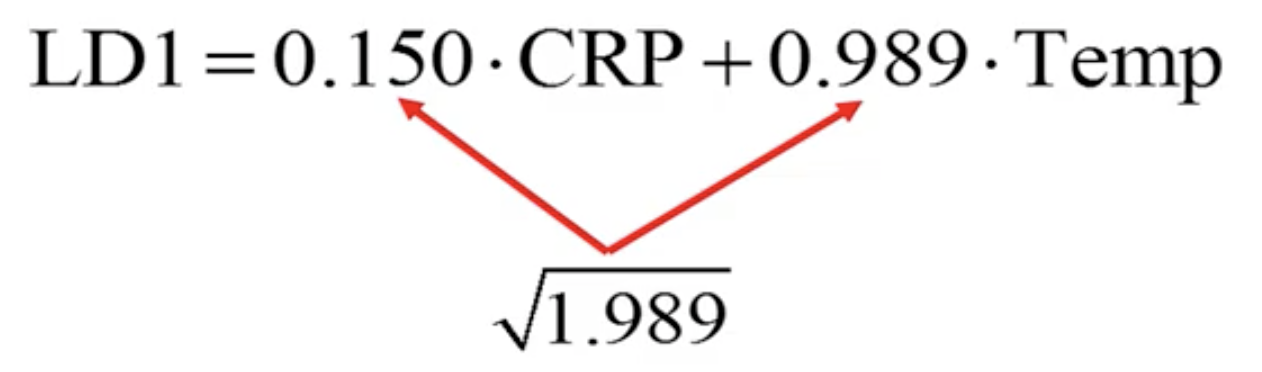 LD1 = 0.150 · CRP + 0.989 · Temp
√1.989